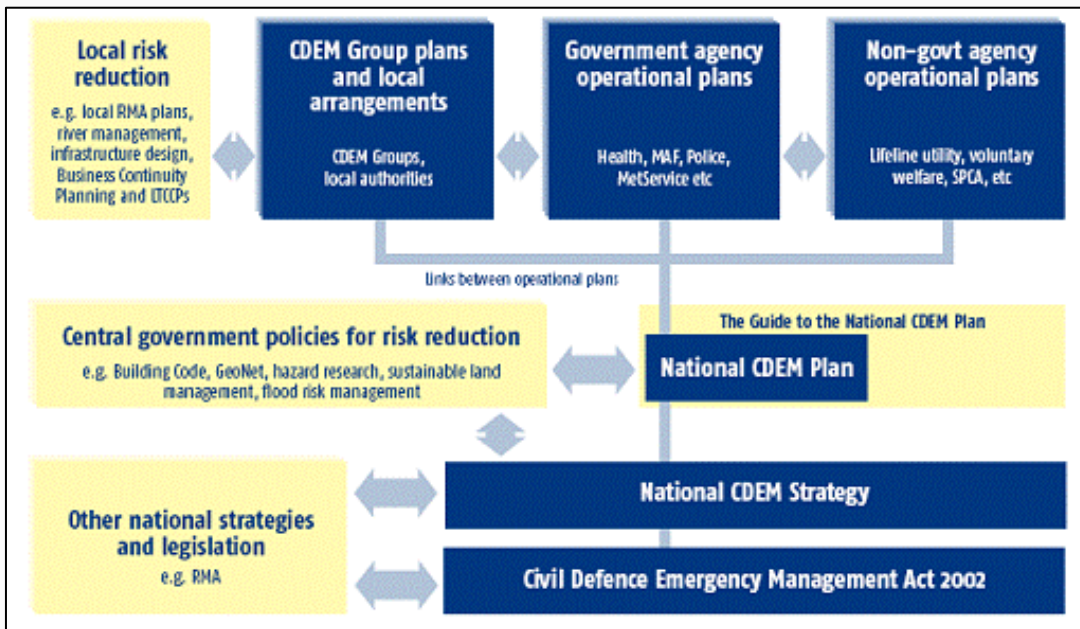 Local risk
reduction
e.g. local RMA plans,
river management,
infrastructure design,
Business Continuity
Planning and LTCCPs
CDEM Group plans
and local
arrangements
CDEM Groups,
local authorities
Government agency
operational plans
Health, MAF, Police,
MetService etc
Non-govt agency
operational plans
Lifeline utility, voluntary
welfare, SPCA, etc
Links between operational plans
Central government policies for risk reduction
e.g. Building Code, GeoNet, hazard research, sustainable land
management, flood risk management
The Guide to the National CDEM Plan
National CDEM Plan
Other national strategies
and legislation
e.g. RMA
National CDEM Strategy
Civil Defence Emergency Management Act 2002